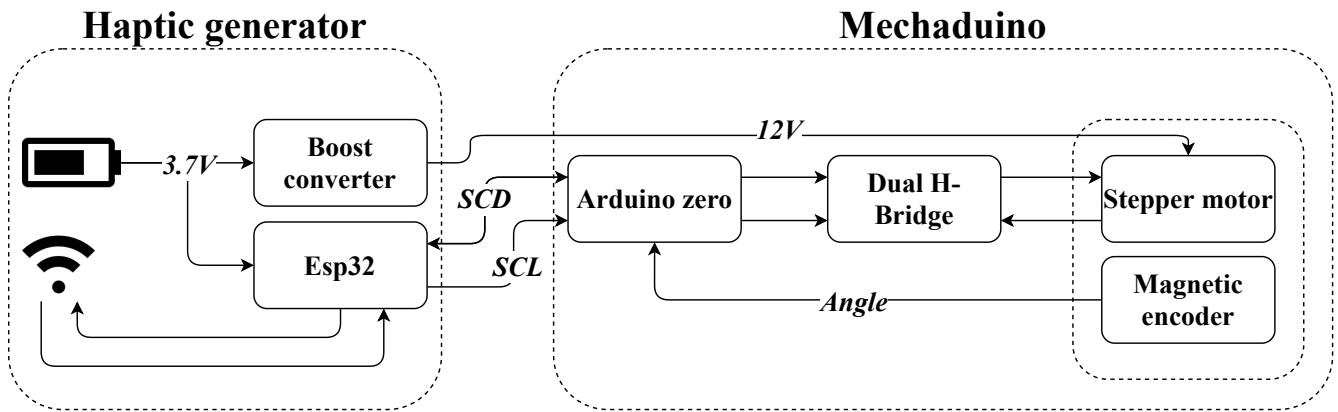 Haptic generator
Mechaduino
3.7V
Boost
converter
12V
SCD
SCL
Esp32
Arduino zero
Dual H-
Bridge
Stepper motor
Angle
Magnetic
encoder